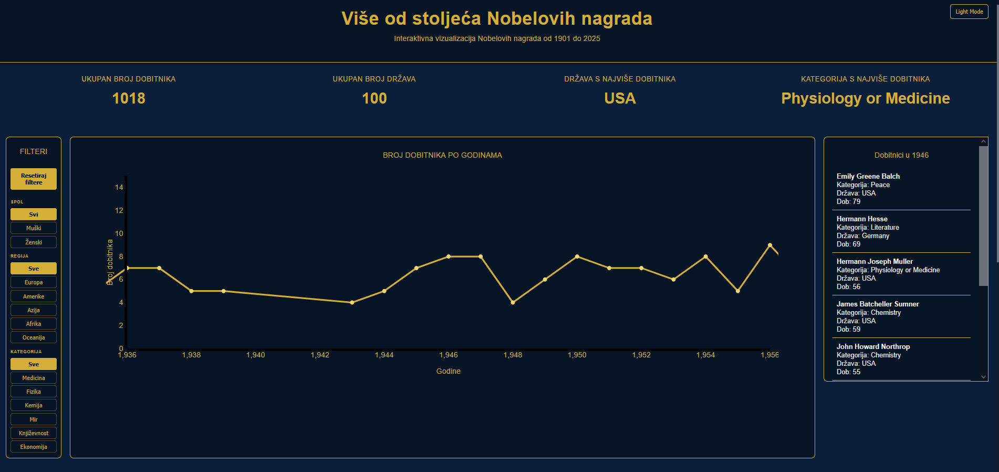 Više od stoljeća Nobelovih nagrada
Light Mode
Interaktivna vizualizacija Nobelovih nagrada od 1901 do 2025
UKUPAN BROJ DOBITNIKA
1018
UKUPAN BROJ DRŽAVA
100
DRŽAVA S NAJVIŠE DOBITNIKA
USA
KATEGORIJA S NAJVIŠE DOBITNIKA
Physiology or Medicine
FILTERI
Resetiraj
filtere
SPOL
Svi
Muški
Ženski
REGIJA
Sve
Europa
Amerike
Azija
Afrika
Oceanija
KATEGORIJA
Sve
Medicina
Fizika
Kemija
Mir
Književnost
Ekonomija
BROJ DOBITNIKA PO GODINAMA
Broj dobitnika
14
12
10
8
6
4
2
0
1,936
1,938
1,940
1,942
1,944
1,946
1,948
1,950
1,952
1,954
1,956
Godine
Dobitnici u 1946
Emily Greene Balch
Kategorija: Peace
Država: USA
Dob: 79
Hermann Hesse
Kategorija: Literature
Država: Germany
Dob: 69
Hermann Joseph Muller
Kategorija: Physiology or Medicine
Država: USA
Dob: 56
James Batcheller Sumner
Kategorija: Chemistry
Država: USA
Dob: 59
John Howard Northrop
Kategorija: Chemistry
Država: USA
Dob: 55